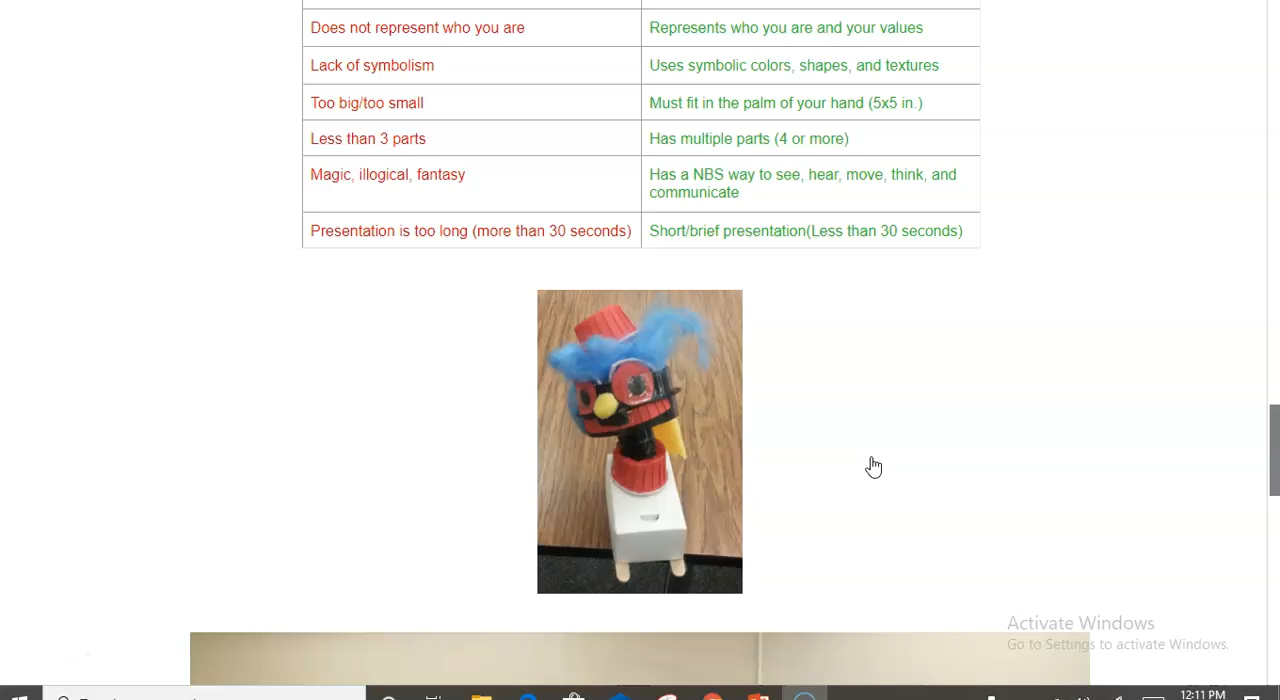 Does not represent who you are
Represents who you are and your values
Lack of symbolism
Uses symbolic colors, shapes, and textures
Too big/too small
Must fit in the palm of your hand (5x5 in.)
Less than 3 parts
Has multiple parts (4 or more)
Magic, illogical, fantasy
Has a NBS way to see, hear, move, think, and
communicate
Presentation is too long (more than 30 seconds)
Short/brief presentation(Less than 30 seconds)
Activate Windows
Go to Settings to activate Windows.
12:11 PM